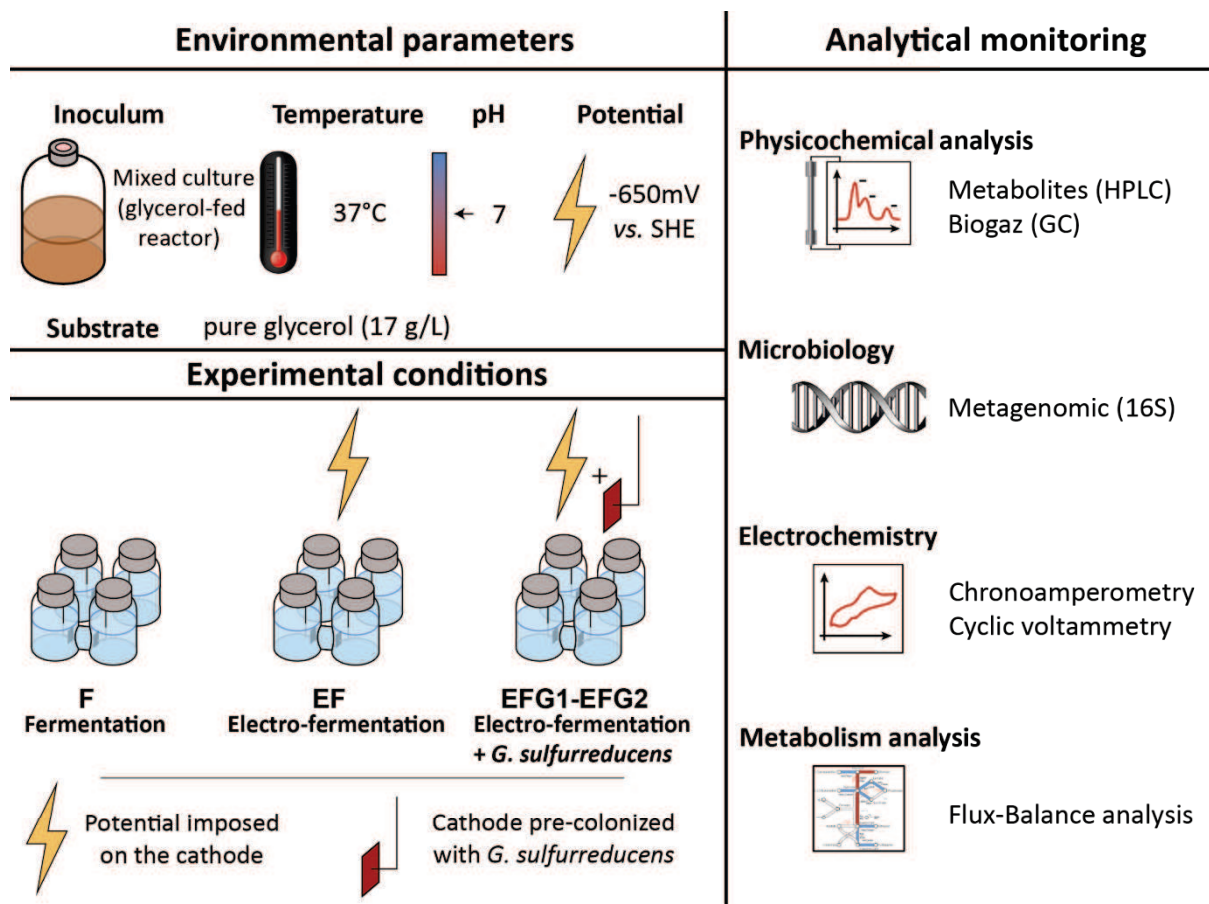 Environmental parameters
Inoculum
Mixed culture
(glycerol-fed
reactor)
Temperature
37°C
pH
7
Potential
-650mV
vs. SHE
Substrate
pure glycerol (17 g/L)
Experimental conditions
+
F
Fermentation
EF
Electro-fermentation
EFG1-EFG2
Electro-fermentation
+ G. sulfurreducens
Potential imposed
on the cathode
Cathode pre-colonized
with G. sulfurreducens
Analytical monitoring
Physicochemical analysis
Metabolites (HPLC)
Biogaz (GC)
Microbiology
Metagenomic (16S)
Electrochemistry
Chronoamperometry
Cyclic voltammetry
Metabolism analysis
Flux-Balance analysis